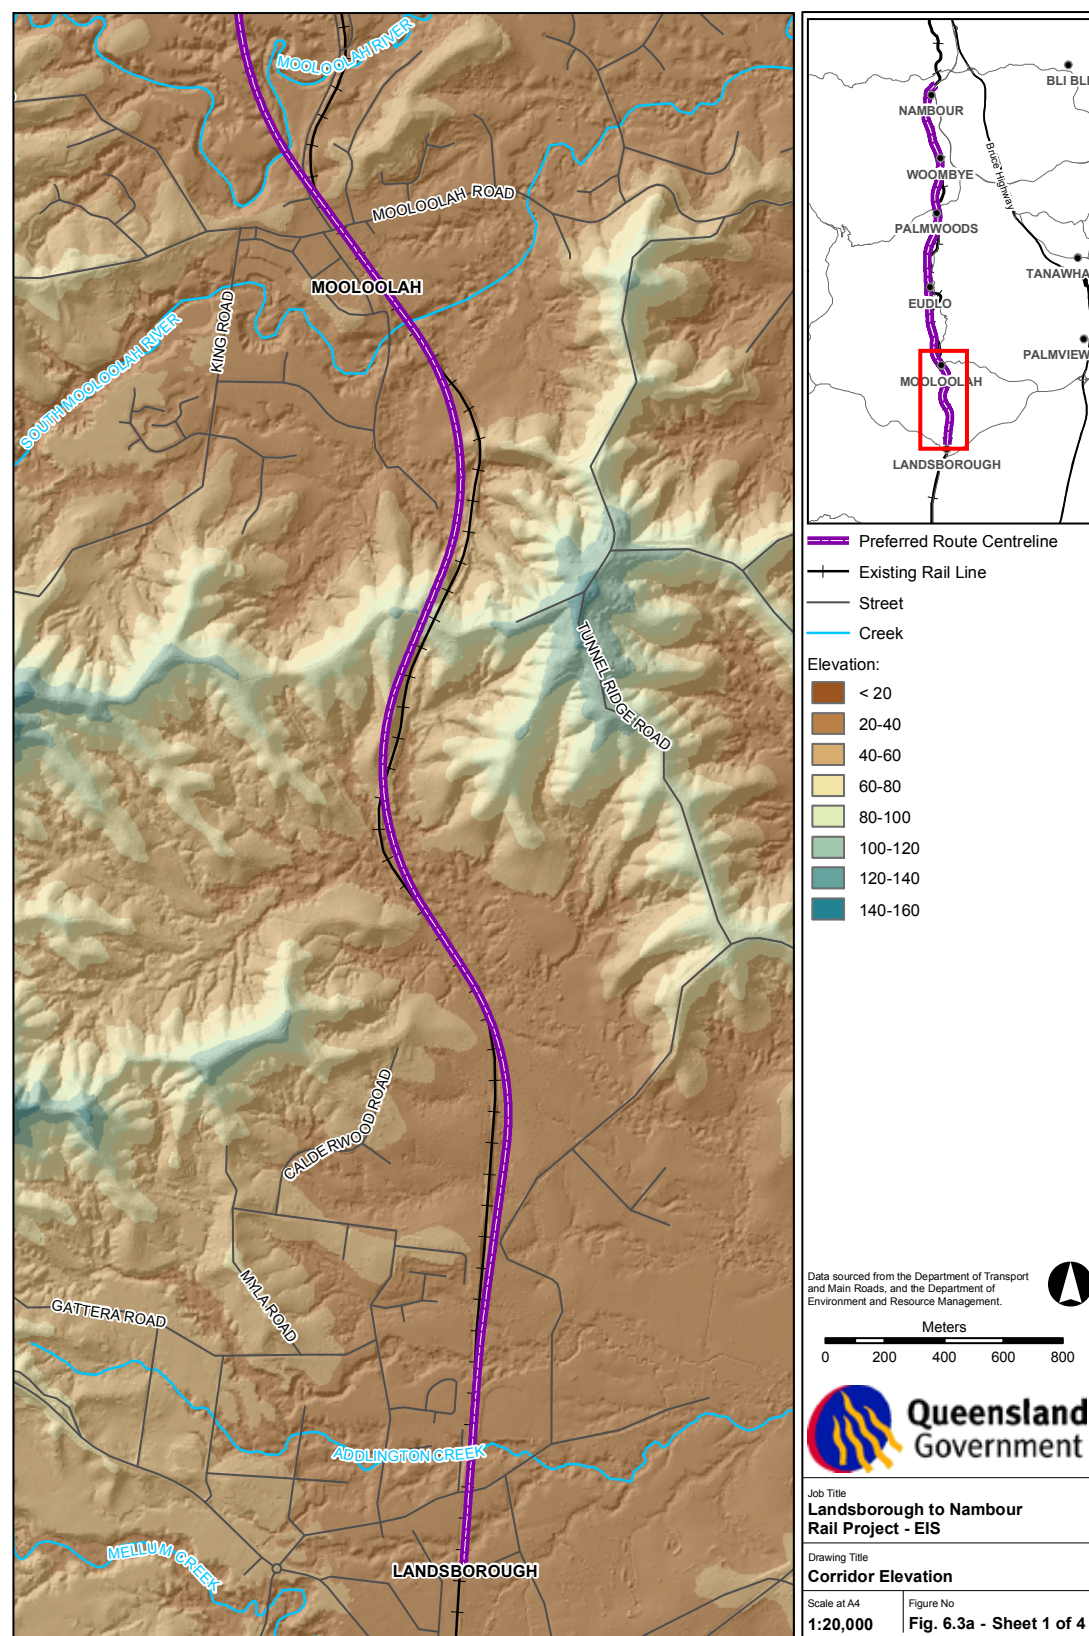 MOOLOOLAH RIVER
MOOLOOLAH ROAD
MOOLOOLAH
KING ROAD
SOUTH MOOLOOLAH RIVER
TUNNEL RIDGE ROAD
CALDERWOOD ROAD
MYLA ROAD
GATTERA ROAD
ADDLINGTON CREEK
MELLUM CREEK
LANDSBOROUGH
BLI BLI
NAMBOUR
Bruce Highway
WOOMBYE
PALMWOODS
TANAWHA
EUDLO
PALMVIEW
MOOLOOLAH
LANDSBOROUGH
Preferred Route Centreline
Existing Rail Line
Street
Creek
Elevation:
< 20
20-40
40-60
60-80
80-100
100-120
120-140
140-160
Data sourced from the Department of Transport
and Main Roads, and the Department of
Environment and Resource Management.
Meters
0 200 400 600 800
Queensland
Government
Job Title
Landsborough to Nambour
Rail Project - EIS
Drawing Title
Corridor Elevation
Scale at A4
1:20,000
Figure No
Fig. 6.3a - Sheet 1 of 4